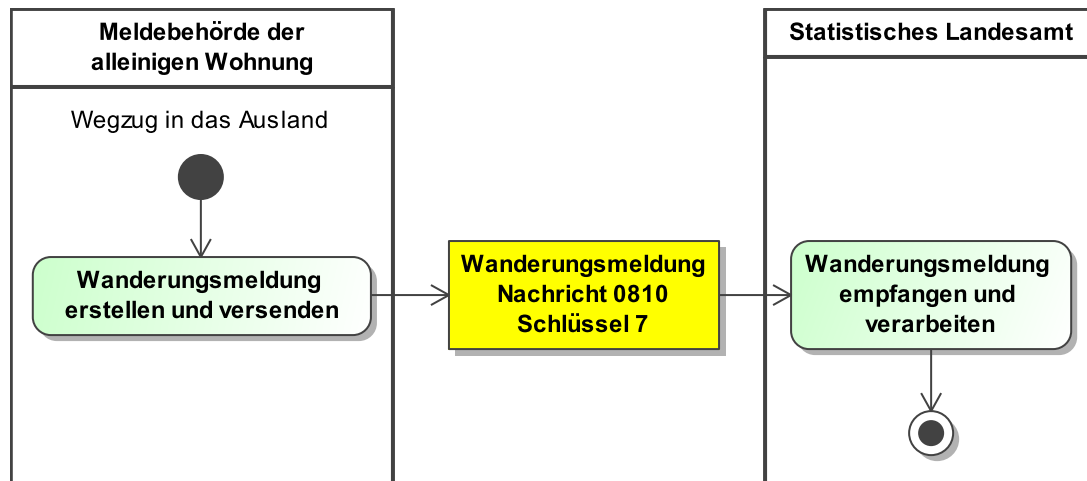 Meldebehörde der
alleinigen Wohnung
Statistisches Landesamt
Wegzug in das Ausland
Wanderungsmeldung
erstellen und versenden
Wanderungsmeldung
Nachricht 0810
Schlüssel 7
Wanderungsmeldung
empfangen und
verarbeiten